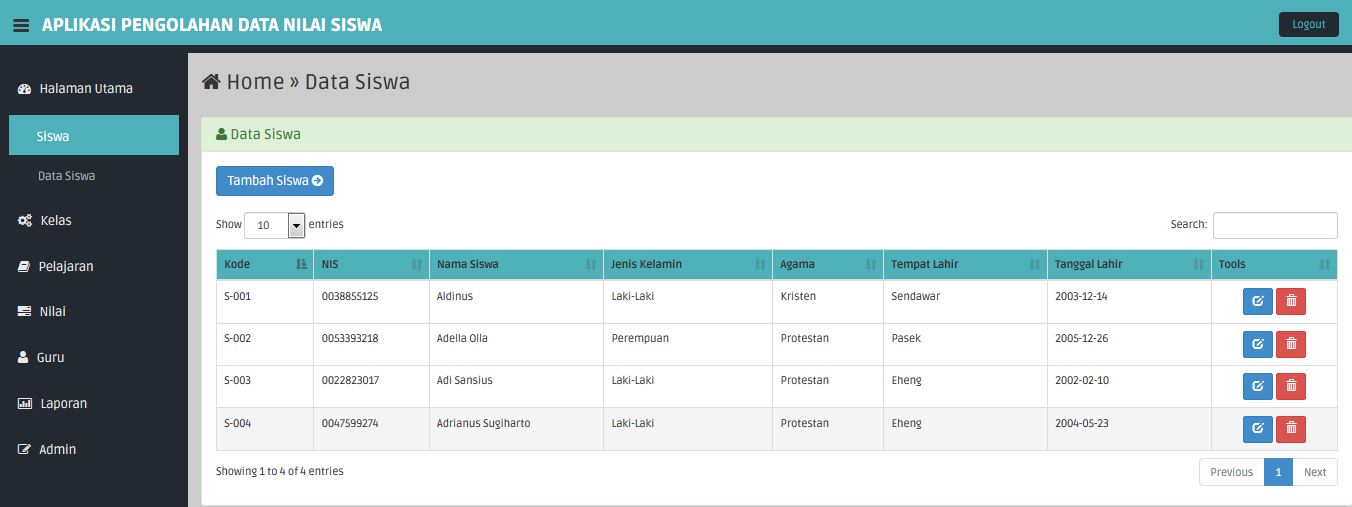 APLIKASI PENGOLAHAN DATA NILAI SISWA Logout
Halaman Utama
Siswa
Data Siswa
Kelas
Pelajaran
Nilai
Guru
Laporan
Admin
Home » Data Siswa
Data Siswa
Tambah Siswa
Show 10 entries Search:
Kode NIS Nama Siswa Jenis Kelamin Agama Tempat Lahir Tanggal Lahir Tools
S-001 0038855125 Aldinus Laki-Laki Kristen Sendawar 2003-12-14
S-002 0053393218 Adella Olla Perempuan Protestan Pasek 2005-12-26
S-003 0022823017 Adi Sansius Laki-Laki Protestan Eheng 2002-02-10
S-004 0047599274 Adrianus Sugiharto Laki-Laki Protestan Eheng 2004-05-23
Showing 1 to 4 of 4 entries Previous 1 Next